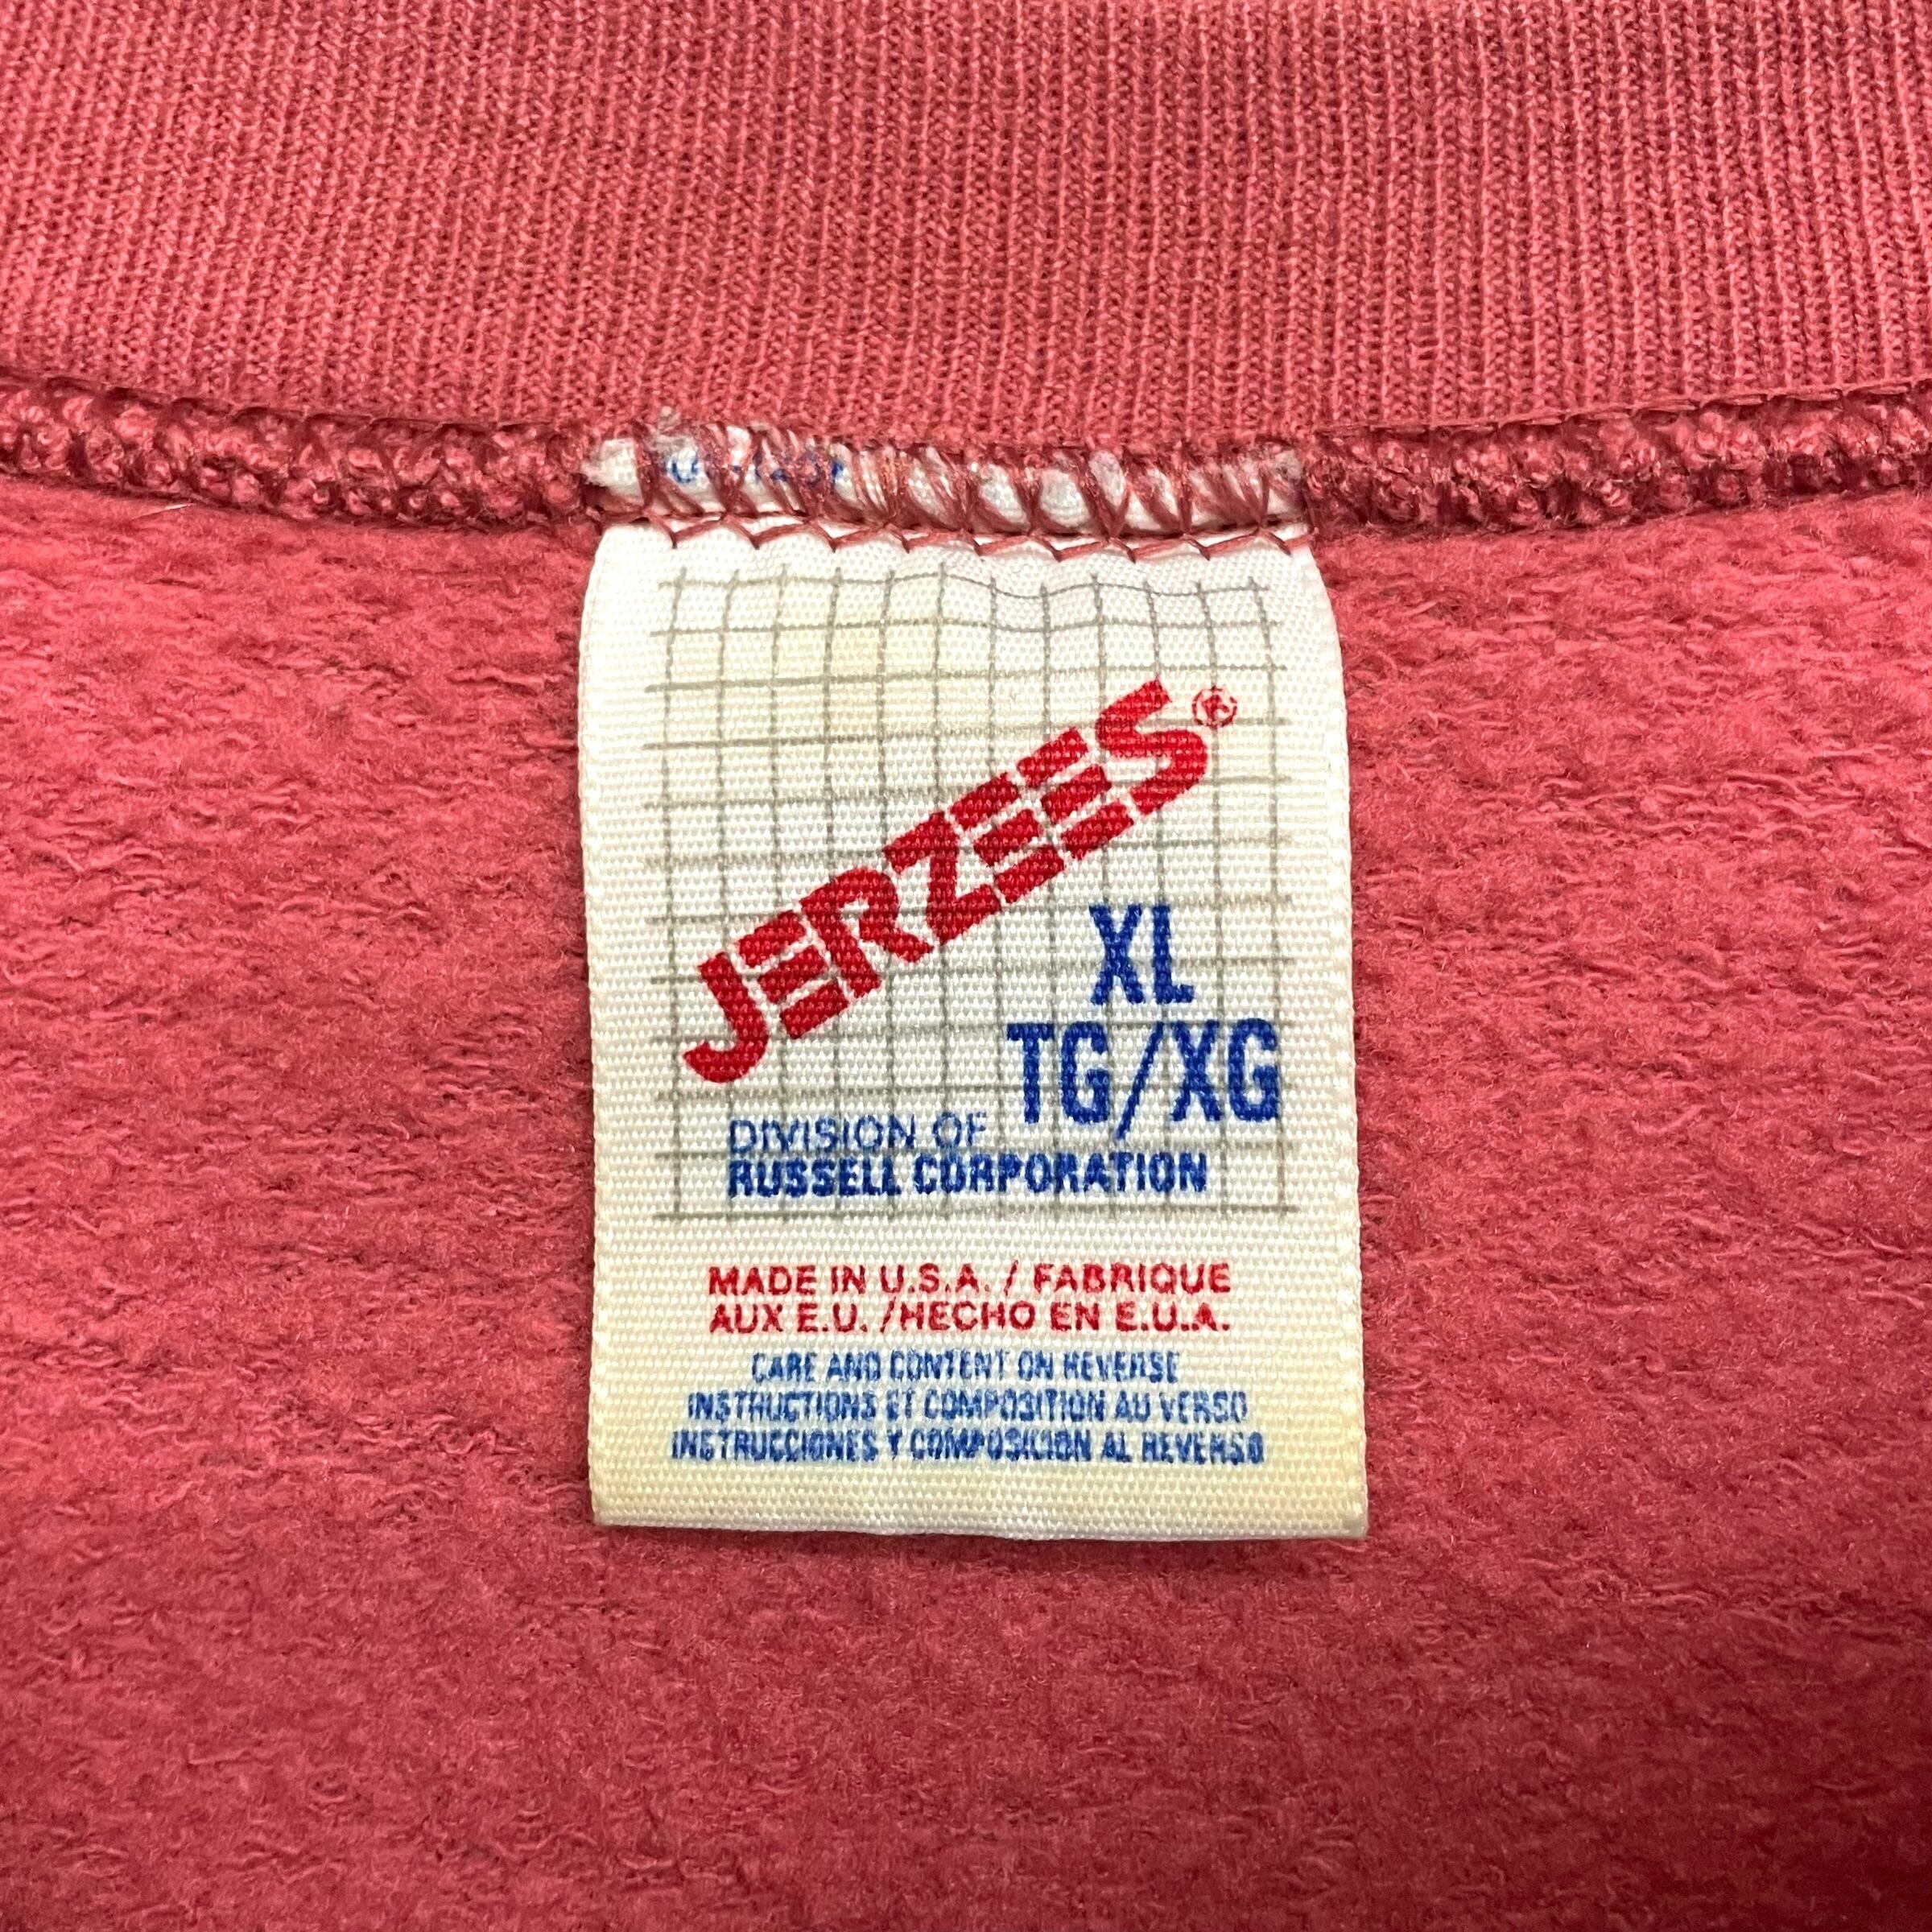 JERZEES®
XL
TG/XG
DIVISION OF
RUSSELL CORPORATION
MADE IN U.S.A. / FABRIQUE
AUX E.U. /HECHO EN E.U.A.
CARE AND CONTENT ON REVERSE
INSTRUCTIONS ET COMPOSITION AU VERSO
INSTRUCCIONES Y COMPOSICION AL REVERSO